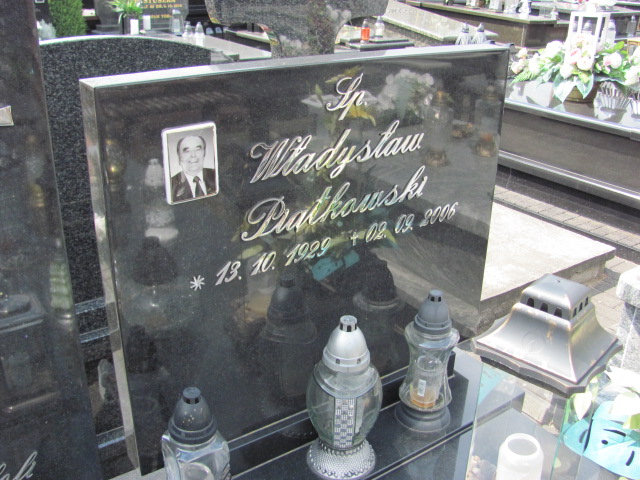 Śp.
Władysław
Piątkowski
* 13. 10. 1929 + 02. 09. 2006